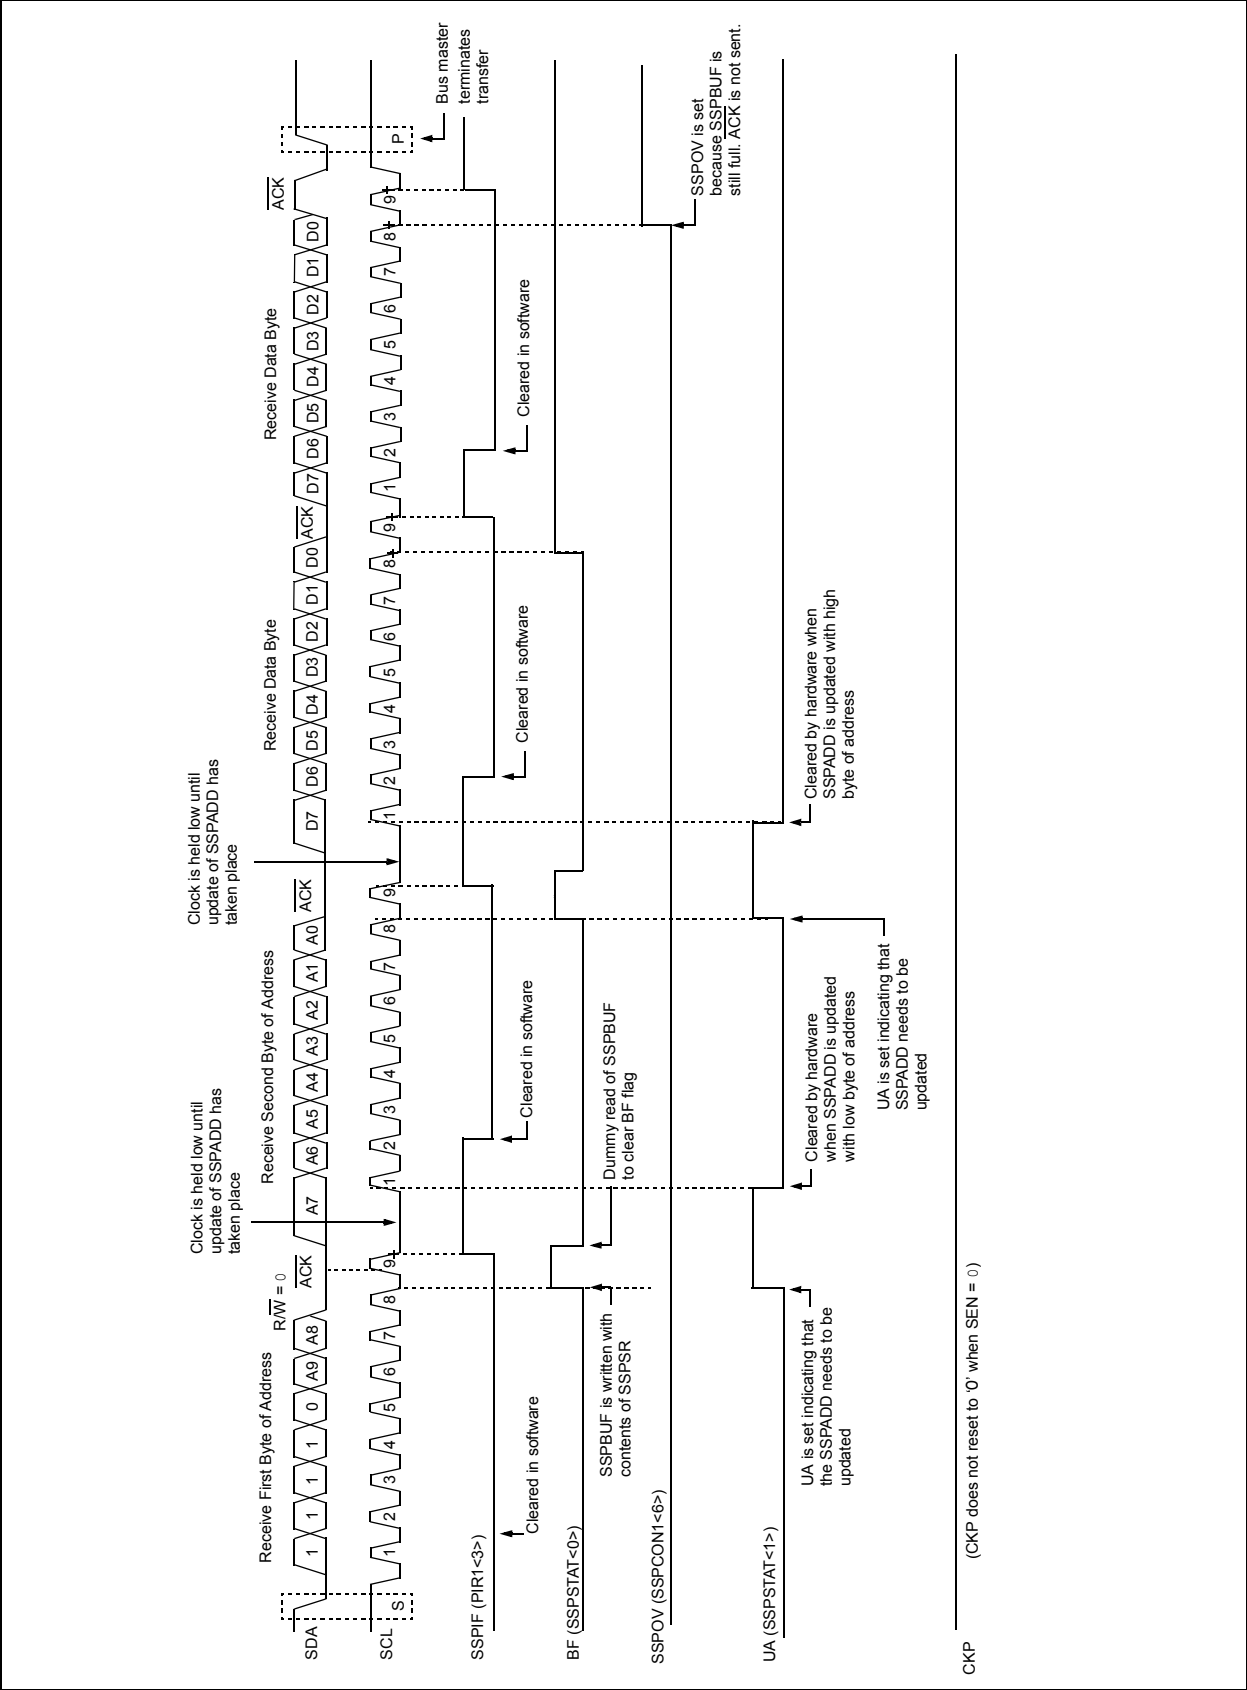 Receive First Byte of Address
R/W = 0
ACK
Clock is held low until
update of SSPADD has
taken place
Receive Second Byte of Address
ACK
Clock is held low until
update of SSPADD has
taken place
Receive Data Byte
ACK
Receive Data Byte
ACK
SDA
1
1
1
1
0
A9
A8
A7
A6
A5
A4
A3
A2
A1
A0
D7
D6
D5
D4
D3
D2
D1
D0
D7
D6
D5
D4
D3
D2
D1
D0
SCL
S
1
2
3
4
5
6
7
8
9
1
2
3
4
5
6
7
8
9
1
2
3
4
5
6
7
8
9
1
2
3
4
5
6
7
8
9
P
Bus master
terminates
transfer
SSPIF (PIR1<3>)
Cleared in software
Cleared in software
Cleared in software
Cleared in software
BF (SSPSTAT<0>)
SSPBUF is written with
contents of SSPSR
Dummy read of SSPBUF
to clear BF flag
SSPOV (SSPCON1<6>)
SSPOV is set
because SSPBUF is
still full. ACK is not sent.
UA (SSPSTAT<1>)
UA is set indicating that
the SSPADD needs to be
updated
Cleared by hardware
when SSPADD is updated
with low byte of address
UA is set indicating that
SSPADD needs to be
updated
Cleared by hardware when
SSPADD is updated with high
byte of address
CKP
(CKP does not reset to ‘0’ when SEN = 0)